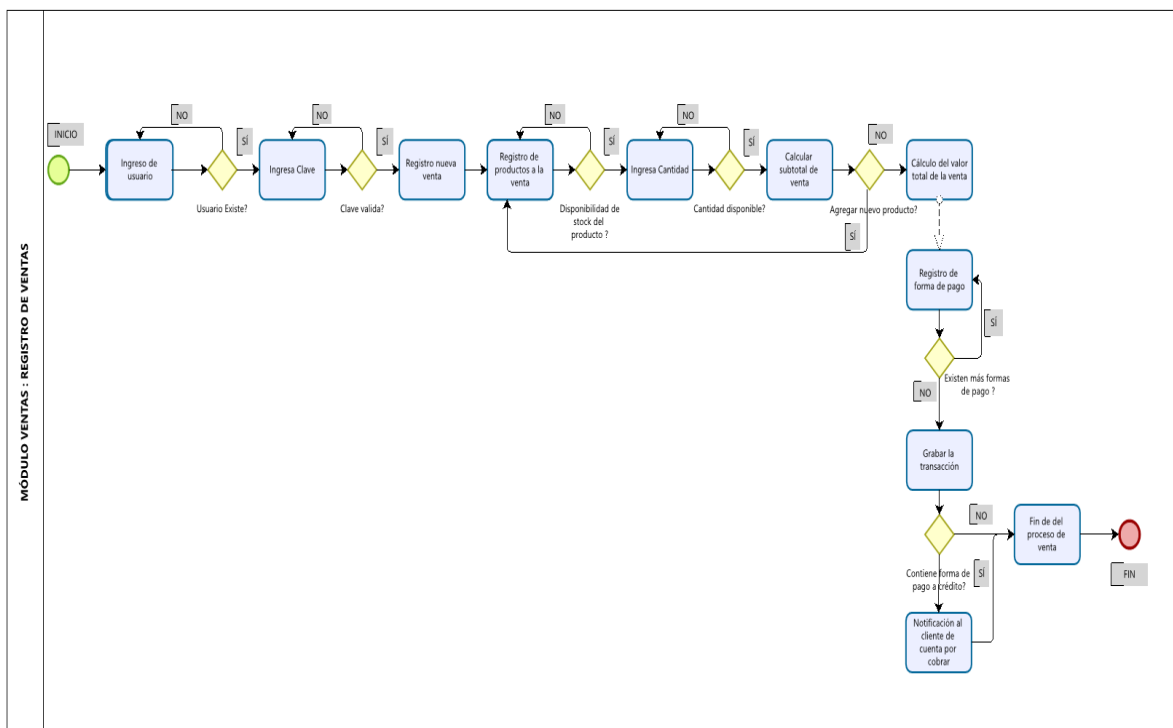 MÓDULO VENTAS : REGISTRO DE VENTAS
INICIO
NO
NO
NO
NO
NO
SÍ
SÍ
SÍ
SÍ
Ingreso de
usuario
Ingresa Clave
Registro nueva
venta
Registro de
productos a la
venta
Ingresa Cantidad
Calcular
subtotal de
venta
Cálculo del valor
total de la venta
Usuario Existe?
Clave valida?
Disponibilidad de
stock del
producto ?
Cantidad disponible?
Agregar nuevo producto?
SÍ
Registro de
forma de pago
SÍ
Existen más formas
de pago ?
NO
Grabar la
transacción
NO
Fin de del
proceso de
venta
Contiene forma de
pago a crédito?
SÍ
FIN
Notificación al
cliente de
cuenta por
cobrar